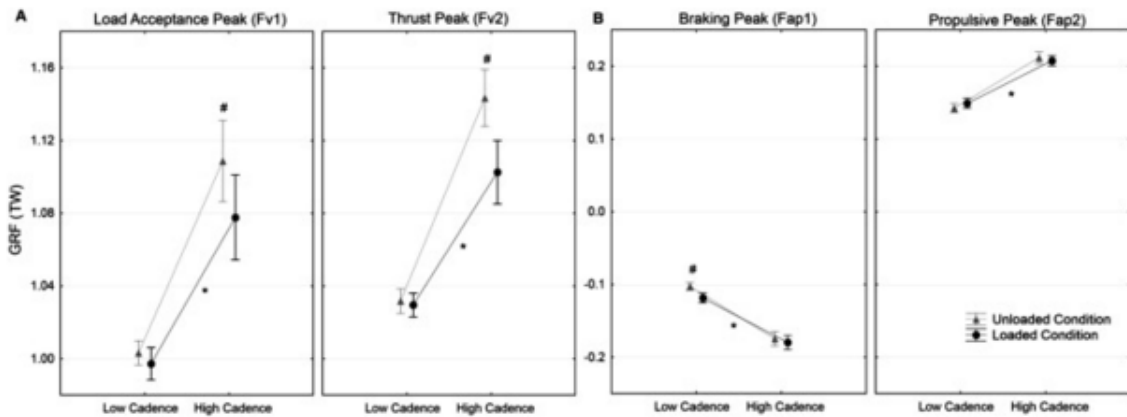 A
Load Acceptance Peak (Fv1)
Thrust Peak (Fv2)
B
Braking Peak (Fap1)
Propulsive Peak (Fap2)
GRF (TW)
1.16
1.12
1.08
1.04
1.00
#
*
#
*
0.2
0.1
0.0
-0.1
-0.2
#
*
*
Unloaded Condition
Loaded Condition
Low Cadence High Cadence
Low Cadence High Cadence
Low Cadence High Cadence
Low Cadence High Cadence